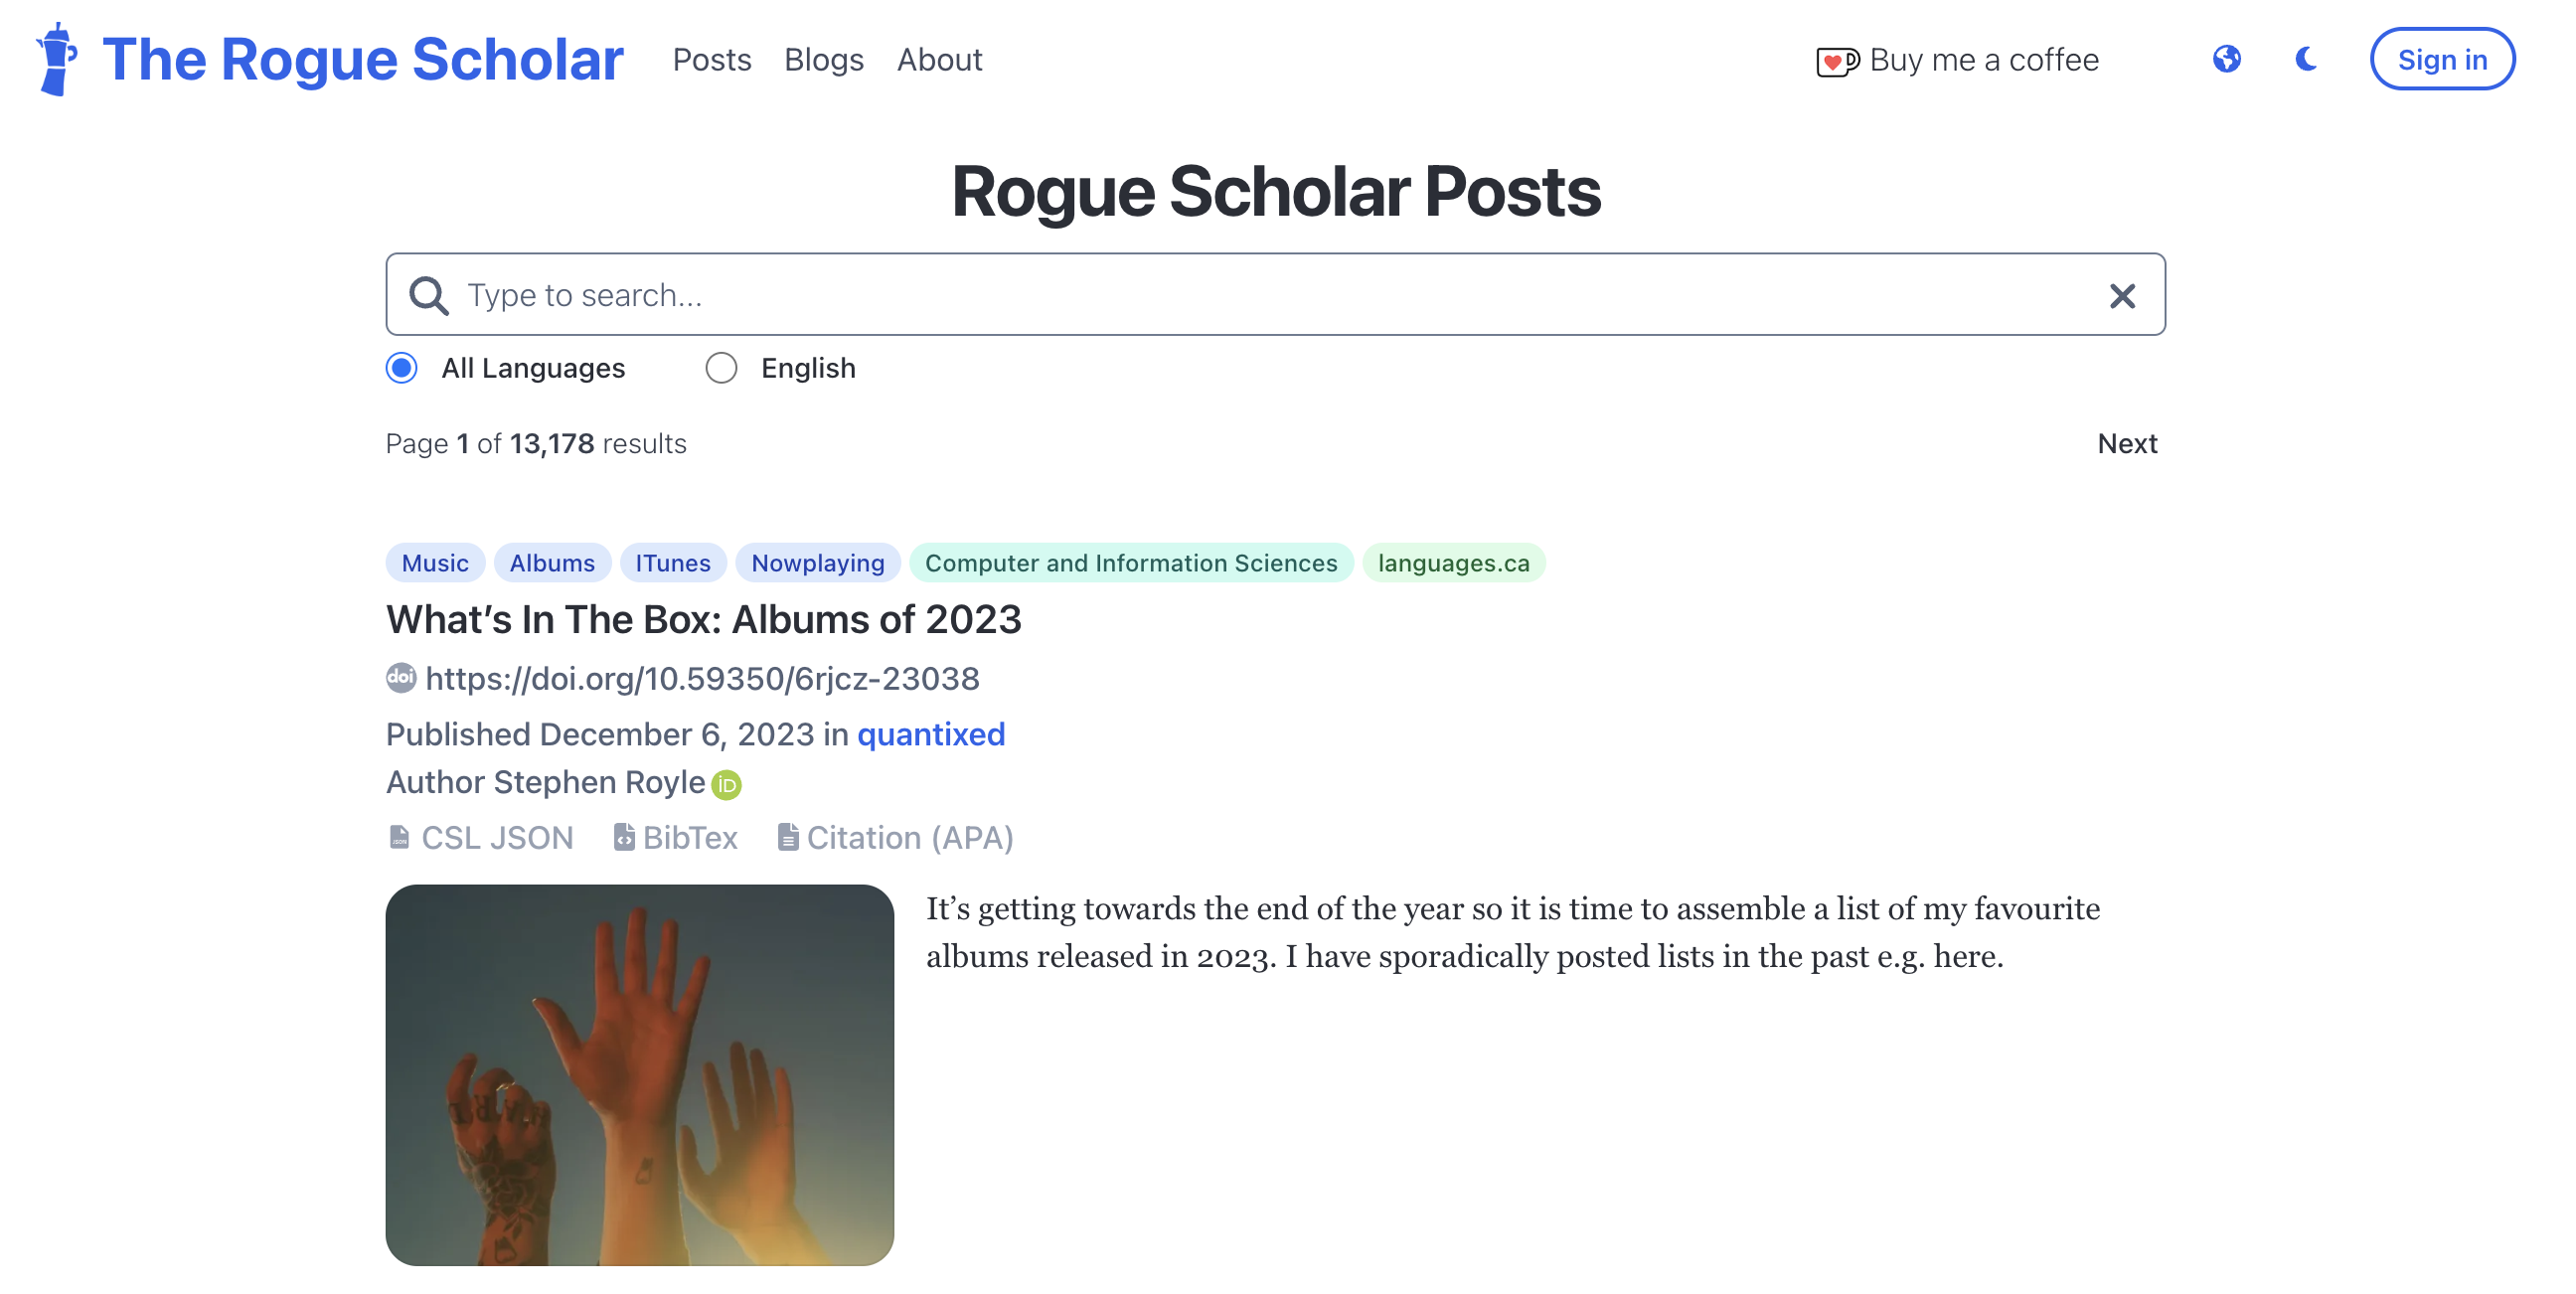 The Rogue Scholar Posts Blogs About Buy me a coffee Sign in
Rogue Scholar Posts
Type to search...
All Languages English
Page 1 of 13,178 results Next
Music Albums ITunes Nowplaying Computer and Information Sciences languages.ca
What’s In The Box: Albums of 2023
doi https://doi.org/10.59350/6rjcz-23038
Published December 6, 2023 in quantixed
Author Stephen Royle iD
JSON CSL JSON BibTex Citation (APA)
It’s getting towards the end of the year so it is time to assemble a list of my favourite
albums released in 2023. I have sporadically posted lists in the past e.g. here.